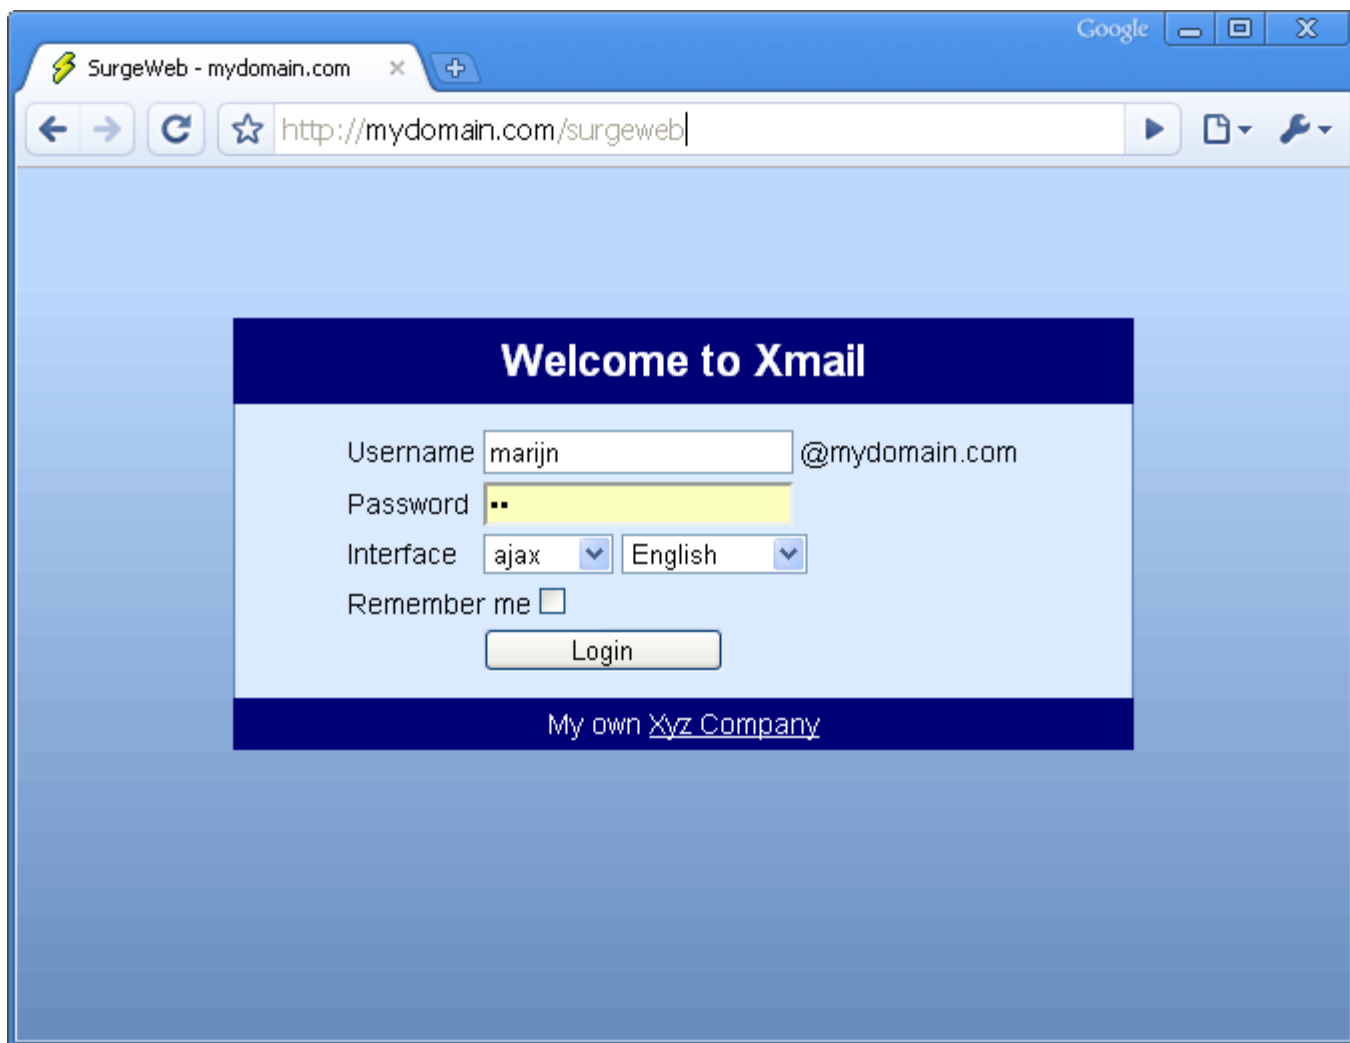 Google
SurgeWeb - mydomain.com
http://mydomain.com/surgeweb
Welcome to Xmail
Username marijn @mydomain.com
Password ••
Interface ajax English
Remember me
Login
My own Xyz Company